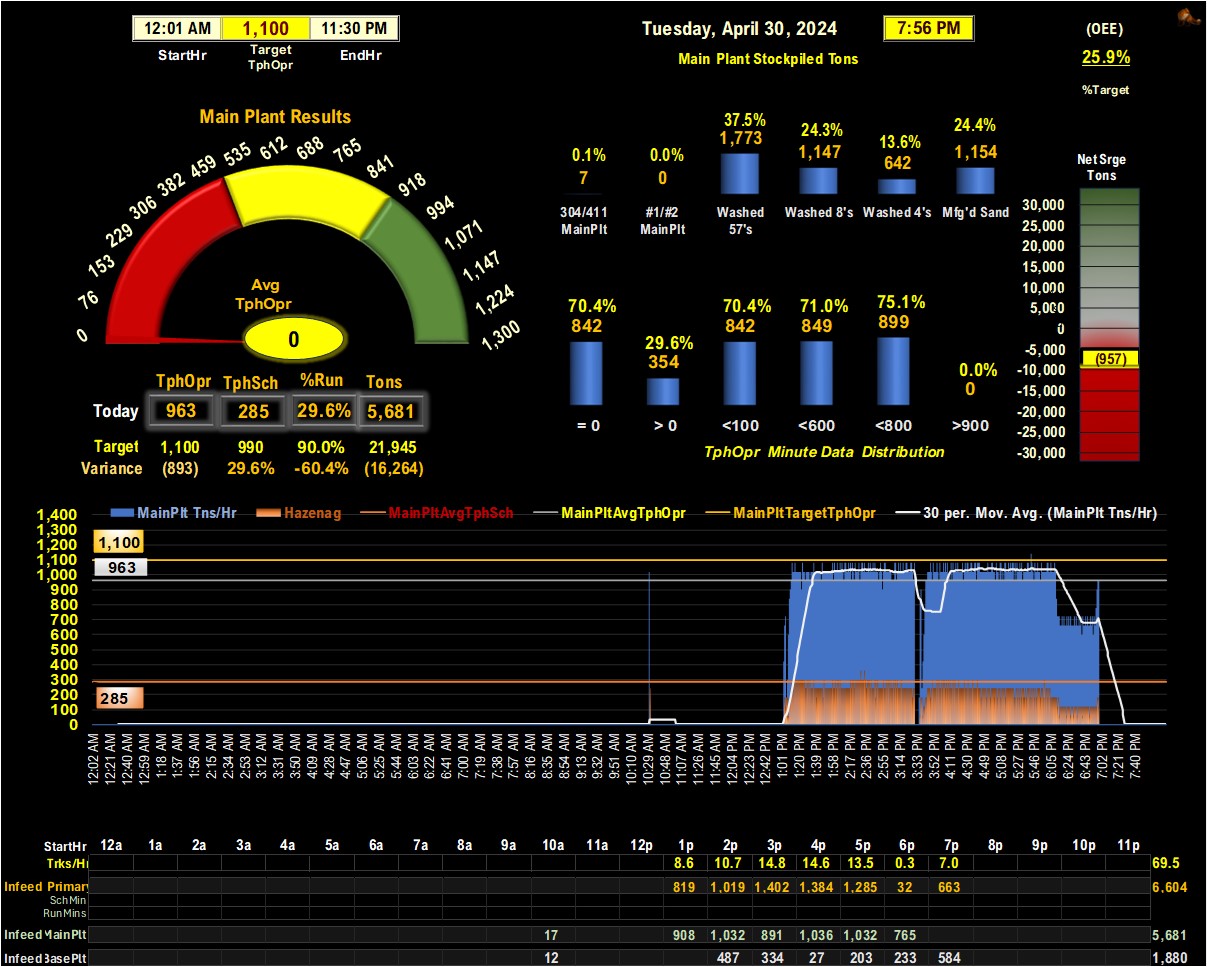 12:01 AM 1,100 11:30 PM
StartHr Target TphOpr EndHr
Tuesday, April 30, 2024 7:56 PM
Main Plant Stockpiled Tons
(OEE)
25.9%
%Target
Main Plant Results
0 76 153 229 306 382 459 535 612 688 765 841 918 994 1,071 1,147 1,224 1,300
Avg
TphOpr
0
TphOpr TphSch %Run Tons
Today 963 285 29.6% 5,681
Target 1,100 990 90.0% 21,945
Variance (893) 29.6% -60.4% (16,264)
0.1% 0.0% 37.5% 24.3% 13.6% 24.4%
7 0 1,773 1,147 642 1,154
304/411 #1/#2 Washed Washed 8's Washed 4's Mfg'd Sand
MainPlt MainPlt 57's
70.4% 29.6% 70.4% 71.0% 75.1% 0.0%
842 354 842 849 899 0
= 0 > 0 <100 <600 <800 >900
TphOpr Minute Data Distribution
Net Srge
Tons
30,000
25,000
20,000
15,000
10,000
5,000
0
-5,000
(957)
-10,000
-15,000
-20,000
-25,000
-30,000
MainPlt Tns/Hr Hazenag MainPltAvgTphSch MainPltAvgTphOpr MainPltTargetTphOpr 30 per. Mov. Avg. (MainPlt Tns/Hr)
1,400
1,300
1,200
1,100
1,000
900
800
700
600
500
400
300
200
100
0
1,100
963
285
12:02 AM 12:21 AM 12:40 AM 12:59 AM 1:18 AM 1:37 AM 1:56 AM 2:15 AM 2:34 AM 2:53 AM 3:12 AM 3:31 AM 3:50 AM 4:09 AM 4:28 AM 4:47 AM 5:06 AM 5:25 AM 5:44 AM 6:03 AM 6:22 AM 6:41 AM 7:00 AM 7:19 AM 7:38 AM 7:57 AM 8:16 AM 8:35 AM 8:54 AM 9:13 AM 9:32 AM 9:51 AM 10:10 AM 10:29 AM 10:48 AM 11:07 AM 11:26 AM 11:45 AM 12:04 PM 12:23 PM 12:42 PM 1:01 PM 1:20 PM 1:39 PM 1:58 PM 2:17 PM 2:36 PM 2:55 PM 3:14 PM 3:33 PM 3:52 PM 4:11 PM 4:30 PM 4:49 PM 5:08 PM 5:27 PM 5:46 PM 6:05 PM 6:24 PM 6:43 PM 7:02 PM 7:21 PM 7:40 PM
StartHr 12a 1a 2a 3a 4a 5a 6a 7a 8a 9a 10a 11a 12p 1p 2p 3p 4p 5p 6p 7p 8p 9p 10p 11p
Trks/Hr 8.6 10.7 14.8 14.6 13.5 0.3 7.0 69.5
Infeed Primary 819 1,019 1,402 1,384 1,285 32 663 6,604
SchMin
RunMins
Infeed MainPlt 17 908 1,032 891 1,036 1,032 765 5,681
Infeed BasePlt 12 487 334 27 203 233 584 1,880